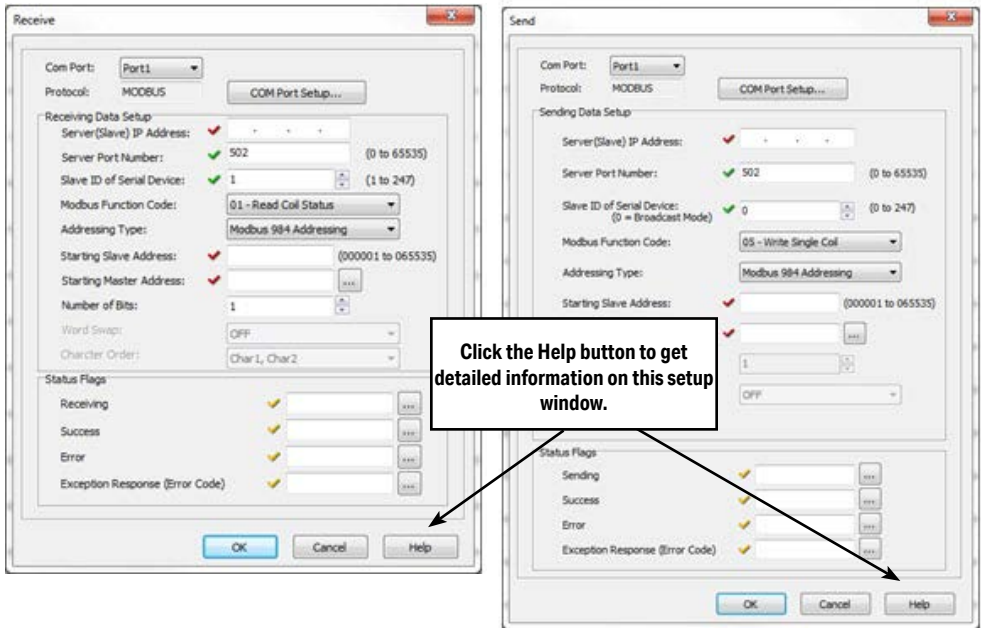 Receive
Com Port: Port1
Protocol: MODBUS COM Port Setup...
Receiving Data Setup
Server(Slave) IP Address: . . .
Server Port Number: 502 (0 to 65535)
Slave ID of Serial Device: 1 (1 to 247)
Modbus Function Code: 01 - Read Coil Status
Addressing Type: Modbus 984 Addressing
Starting Slave Address: (000001 to 065535)
Starting Master Address: ...
Number of Bits: 1
Word Swap: OFF
Charcter Order: Char1, Char2
Status Flags
Receiving ...
Success ...
Error ...
Exception Response (Error Code) ...
OK Cancel Help
Send
Com Port: Port1
Protocol: MODBUS COM Port Setup...
Sending Data Setup
Server(Slave) IP Address: . . .
Server Port Number: 502 (0 to 65535)
Slave ID of Serial Device: 0 (0 to 247)
(0 = Broadcast Mode)
Modbus Function Code: 05 - Write Single Coil
Addressing Type: Modbus 984 Addressing
Starting Slave Address: (000001 to 065535)
...
1
OFF
Status Flags
Sending ...
Success ...
Error ...
Exception Response (Error Code) ...
OK Cancel Help
Click the Help button to get
detailed information on this setup
window.